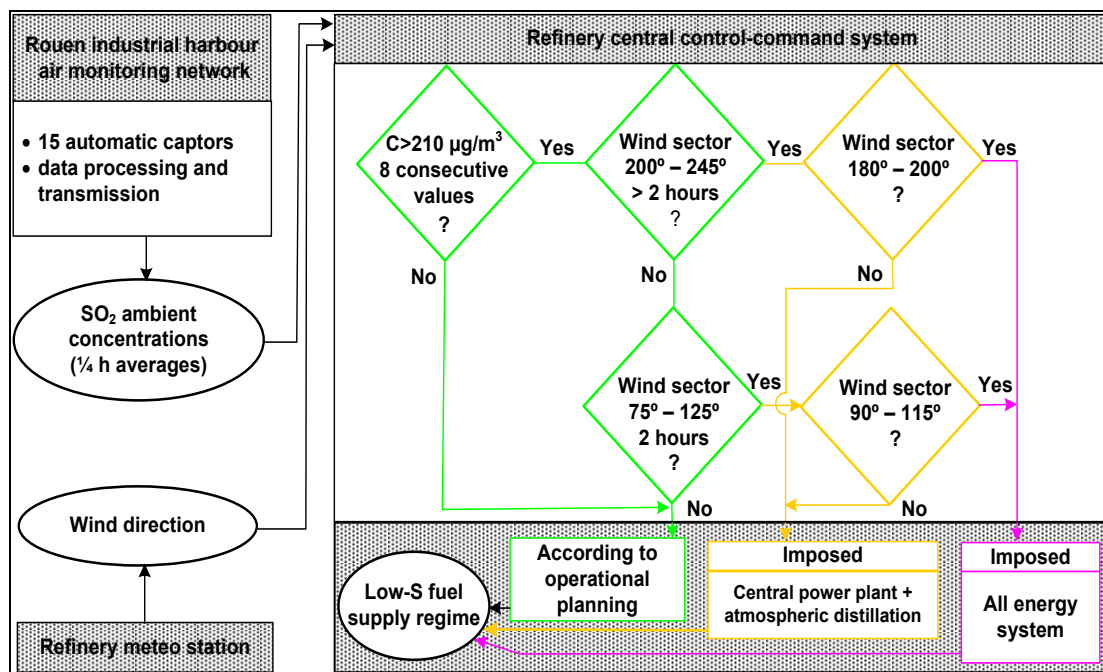 Rouen industrial harbour
air monitoring network
• 15 automatic captors
• data processing and
transmission
SO₂ ambient
concentrations
(¼ h averages)
Wind direction
Refinery meteo station
Refinery central control-command system
C>210 µg/m³
8 consecutive
values
?
Yes
No
Wind sector
200º – 245º
> 2 hours
?
Yes
No
Wind sector
180º – 200º
?
Yes
No
Wind sector
75º – 125º
2 hours
?
Yes
No
Wind sector
90º – 115º
?
Yes
No
Low-S fuel
supply regime
According to
operational
planning
Imposed
Central power plant +
atmospheric distillation
Imposed
All energy
system